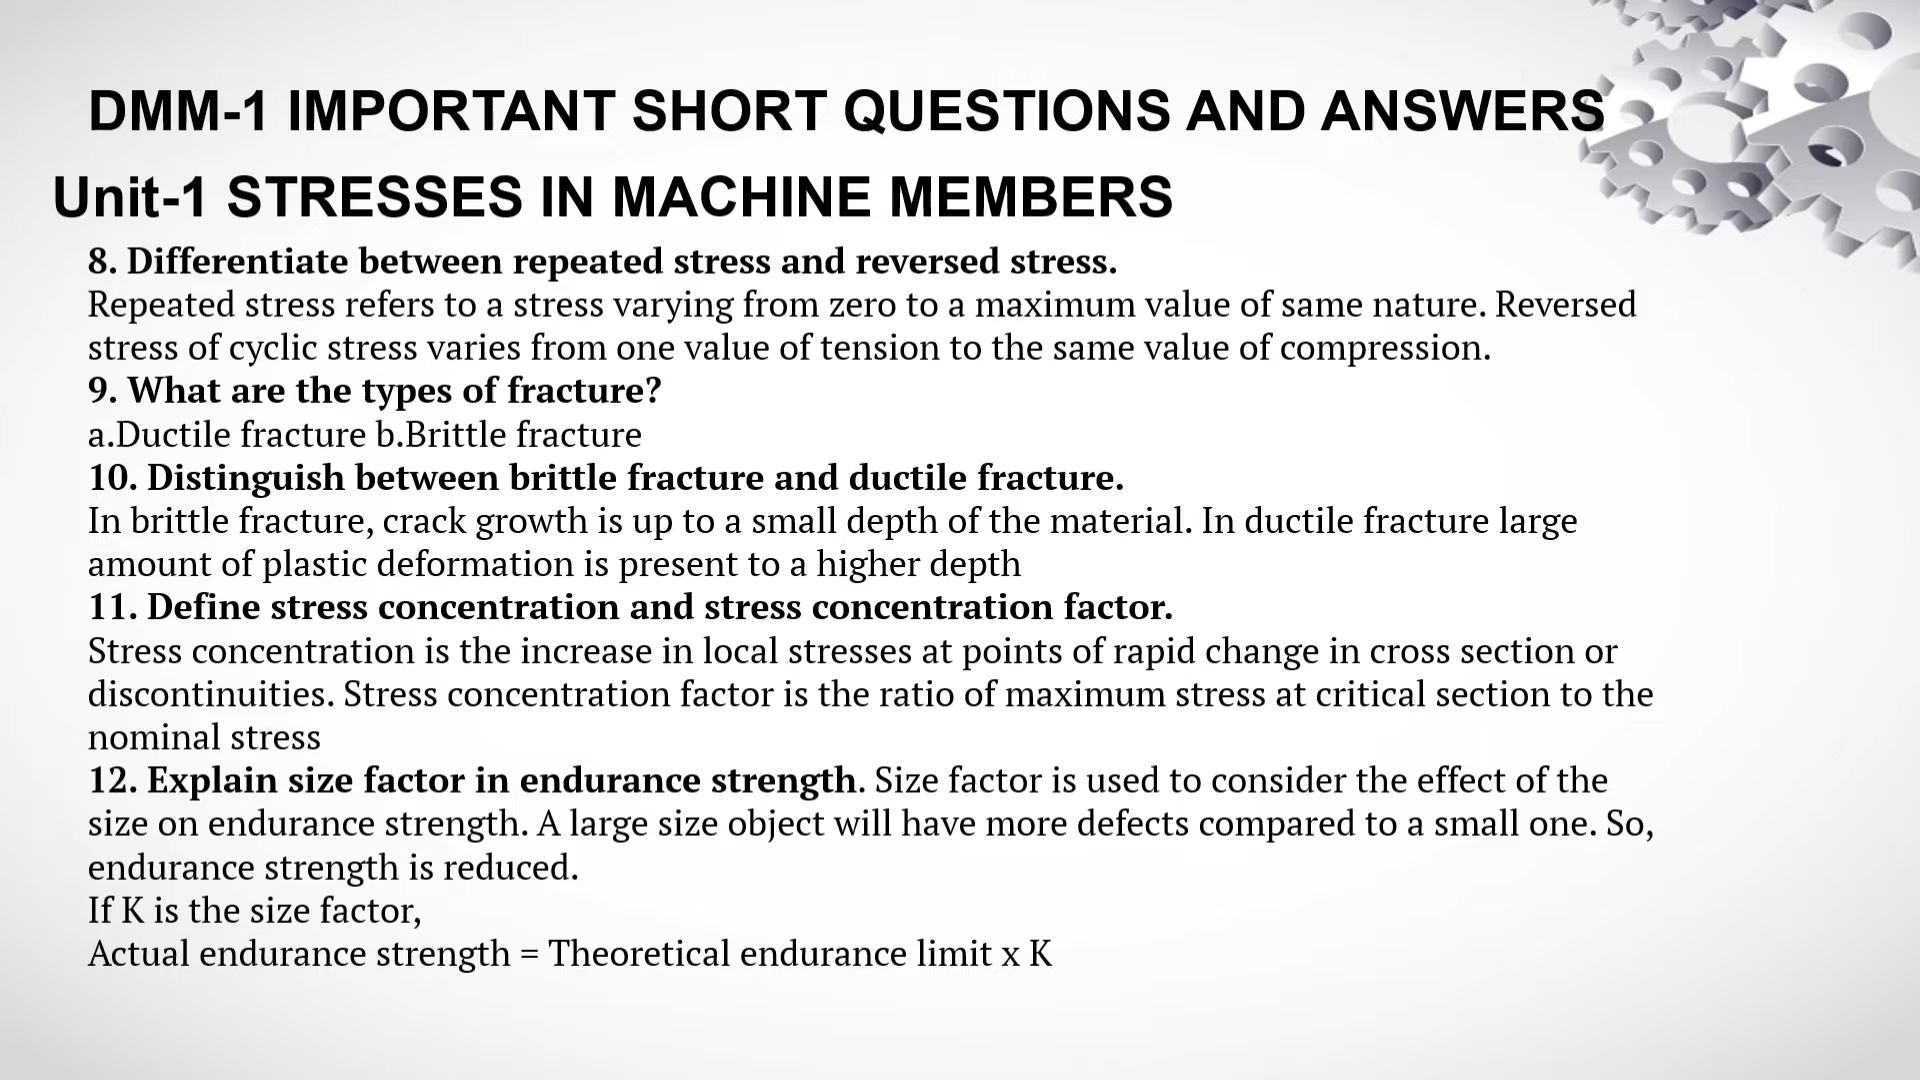 DMM-1 IMPORTANT SHORT QUESTIONS AND ANSWERS
Unit-1 STRESSES IN MACHINE MEMBERS
8. Differentiate between repeated stress and reversed stress.
Repeated stress refers to a stress varying from zero to a maximum value of same nature. Reversed
stress of cyclic stress varies from one value of tension to the same value of compression.
9. What are the types of fracture?
a.Ductile fracture b.Brittle fracture
10. Distinguish between brittle fracture and ductile fracture.
In brittle fracture, crack growth is up to a small depth of the material. In ductile fracture large
amount of plastic deformation is present to a higher depth
11. Define stress concentration and stress concentration factor.
Stress concentration is the increase in local stresses at points of rapid change in cross section or
discontinuities. Stress concentration factor is the ratio of maximum stress at critical section to the
nominal stress
12. Explain size factor in endurance strength. Size factor is used to consider the effect of the
size on endurance strength. A large size object will have more defects compared to a small one. So,
endurance strength is reduced.
If K is the size factor,
Actual endurance strength = Theoretical endurance limit x K